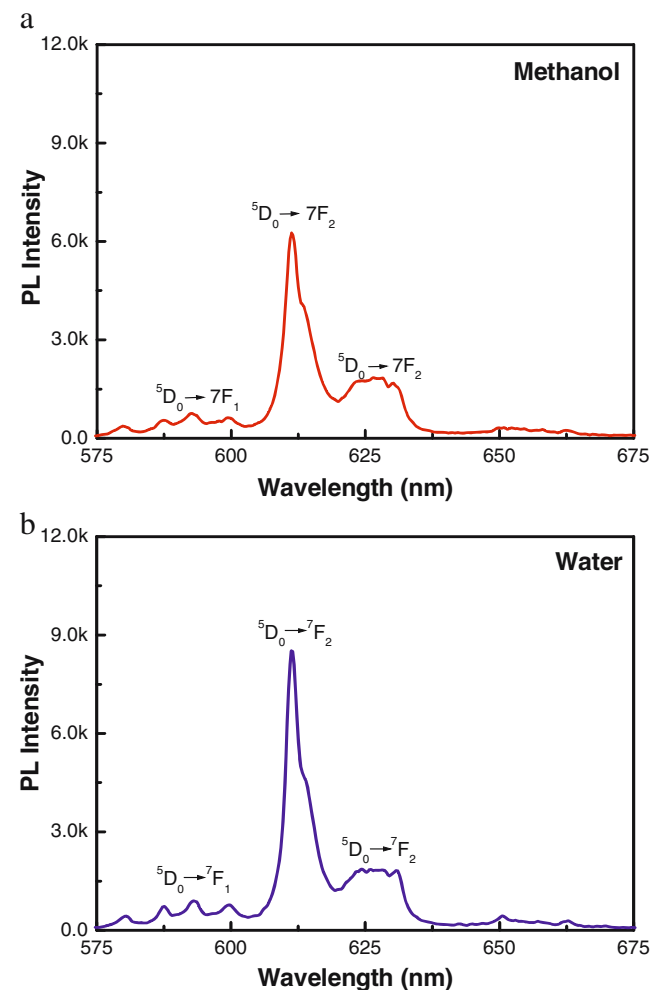 a
12.0k
Methanol
9.0k
⁵D₀ → 7F₂
6.0k
PL Intensity
3.0k
⁵D₀ → 7F₂
⁵D₀ → 7F₁
0.0
575 600 625 650 675
Wavelength (nm)
b
12.0k
Water
9.0k
⁵D₀ → ⁷F₂
6.0k
PL Intensity
3.0k
⁵D₀ → ⁷F₂
⁵D₀ → ⁷F₁
0.0
575 600 625 650 675
Wavelength (nm)